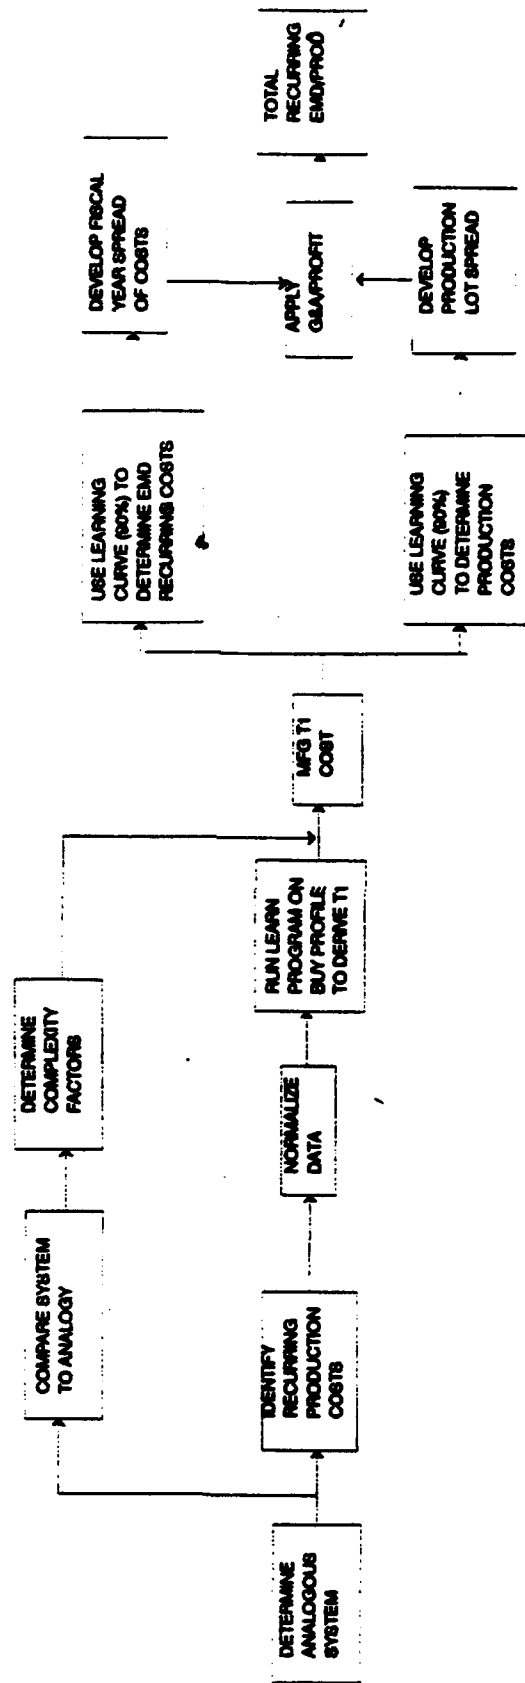 DETERMINE
ANALOGOUS
SYSTEM
COMPARE SYSTEM
TO ANALOGY
DETERMINE
COMPLEXITY
FACTORS
IDENTIFY
RECURRING
PRODUCTION
COSTS
NORMALIZE
DATA
RUN LEARN
PROGRAM ON
BUY PROFILE
TO DERIVE T1
MFG T1
COST
USE LEARNING
CURVE (90%) TO
DETERMINE EMD
RECURRING COSTS
DEVELOP FISCAL
YEAR SPREAD
OF COSTS
USE LEARNING
CURVE (90%)
TO DETERMINE
PRODUCTION
COSTS
DEVELOP
PRODUCTION
LOT SPREAD
APPLY
G&A/PROFIT
TOTAL
RECURRING
EMD/PROD